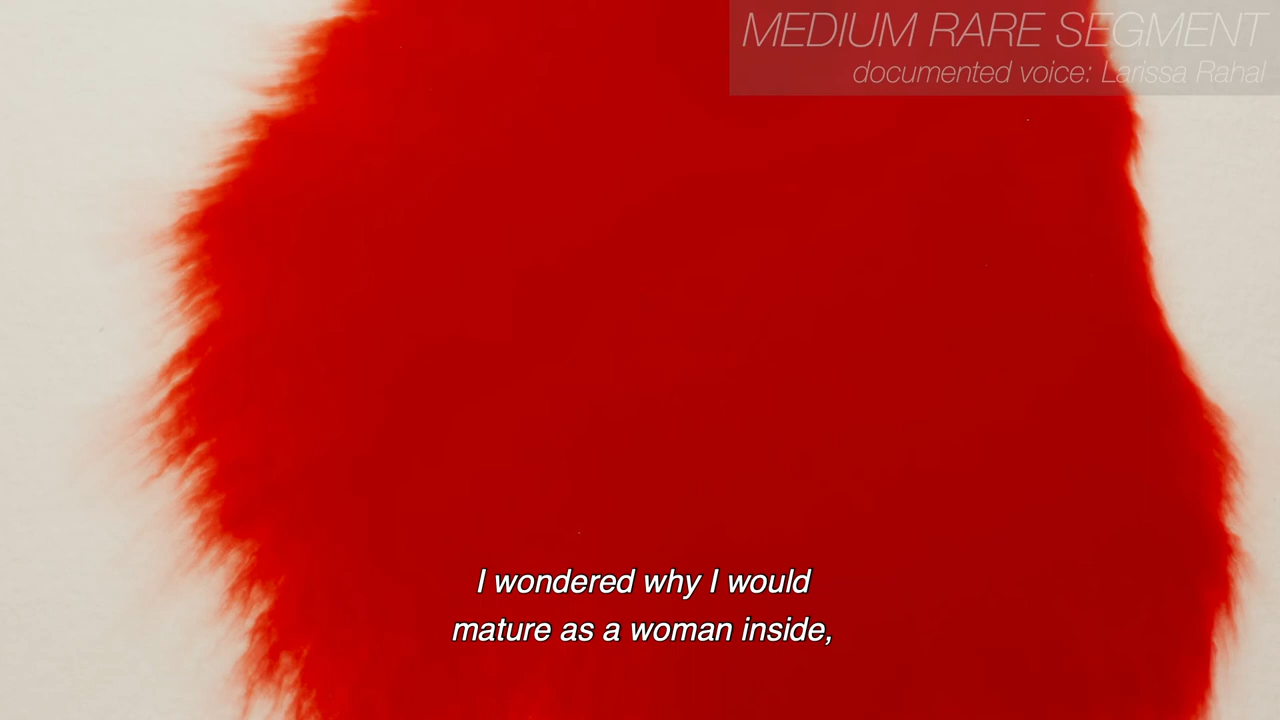 MEDIUM RARE SEGMENT
documented voice: Larissa Rahal
I wondered why I would
mature as a woman inside,